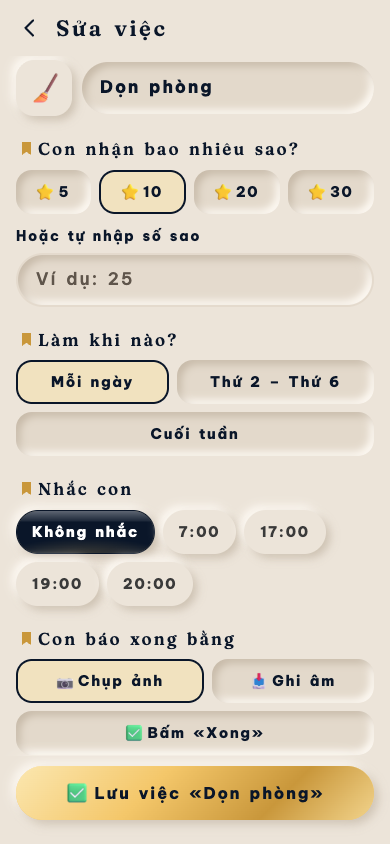 Sửa việc
Dọn phòng
Con nhận bao nhiêu sao?
5 10 20 30
Hoặc tự nhập số sao
Ví dụ: 25
Làm khi nào?
Mỗi ngày Thứ 2 – Thứ 6
Cuối tuần
Nhắc con
Không nhắc 7:00 17:00
19:00 20:00
Con báo xong bằng
Chụp ảnh Ghi âm
Bấm «Xong»
Lưu việc «Dọn phòng»